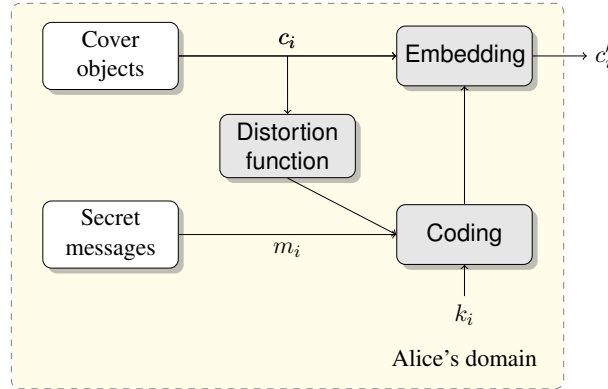 Cover
objects
c_i
Embedding
c'_i
Distortion
function
Secret
messages
m_i
Coding
k_i
Alice's domain